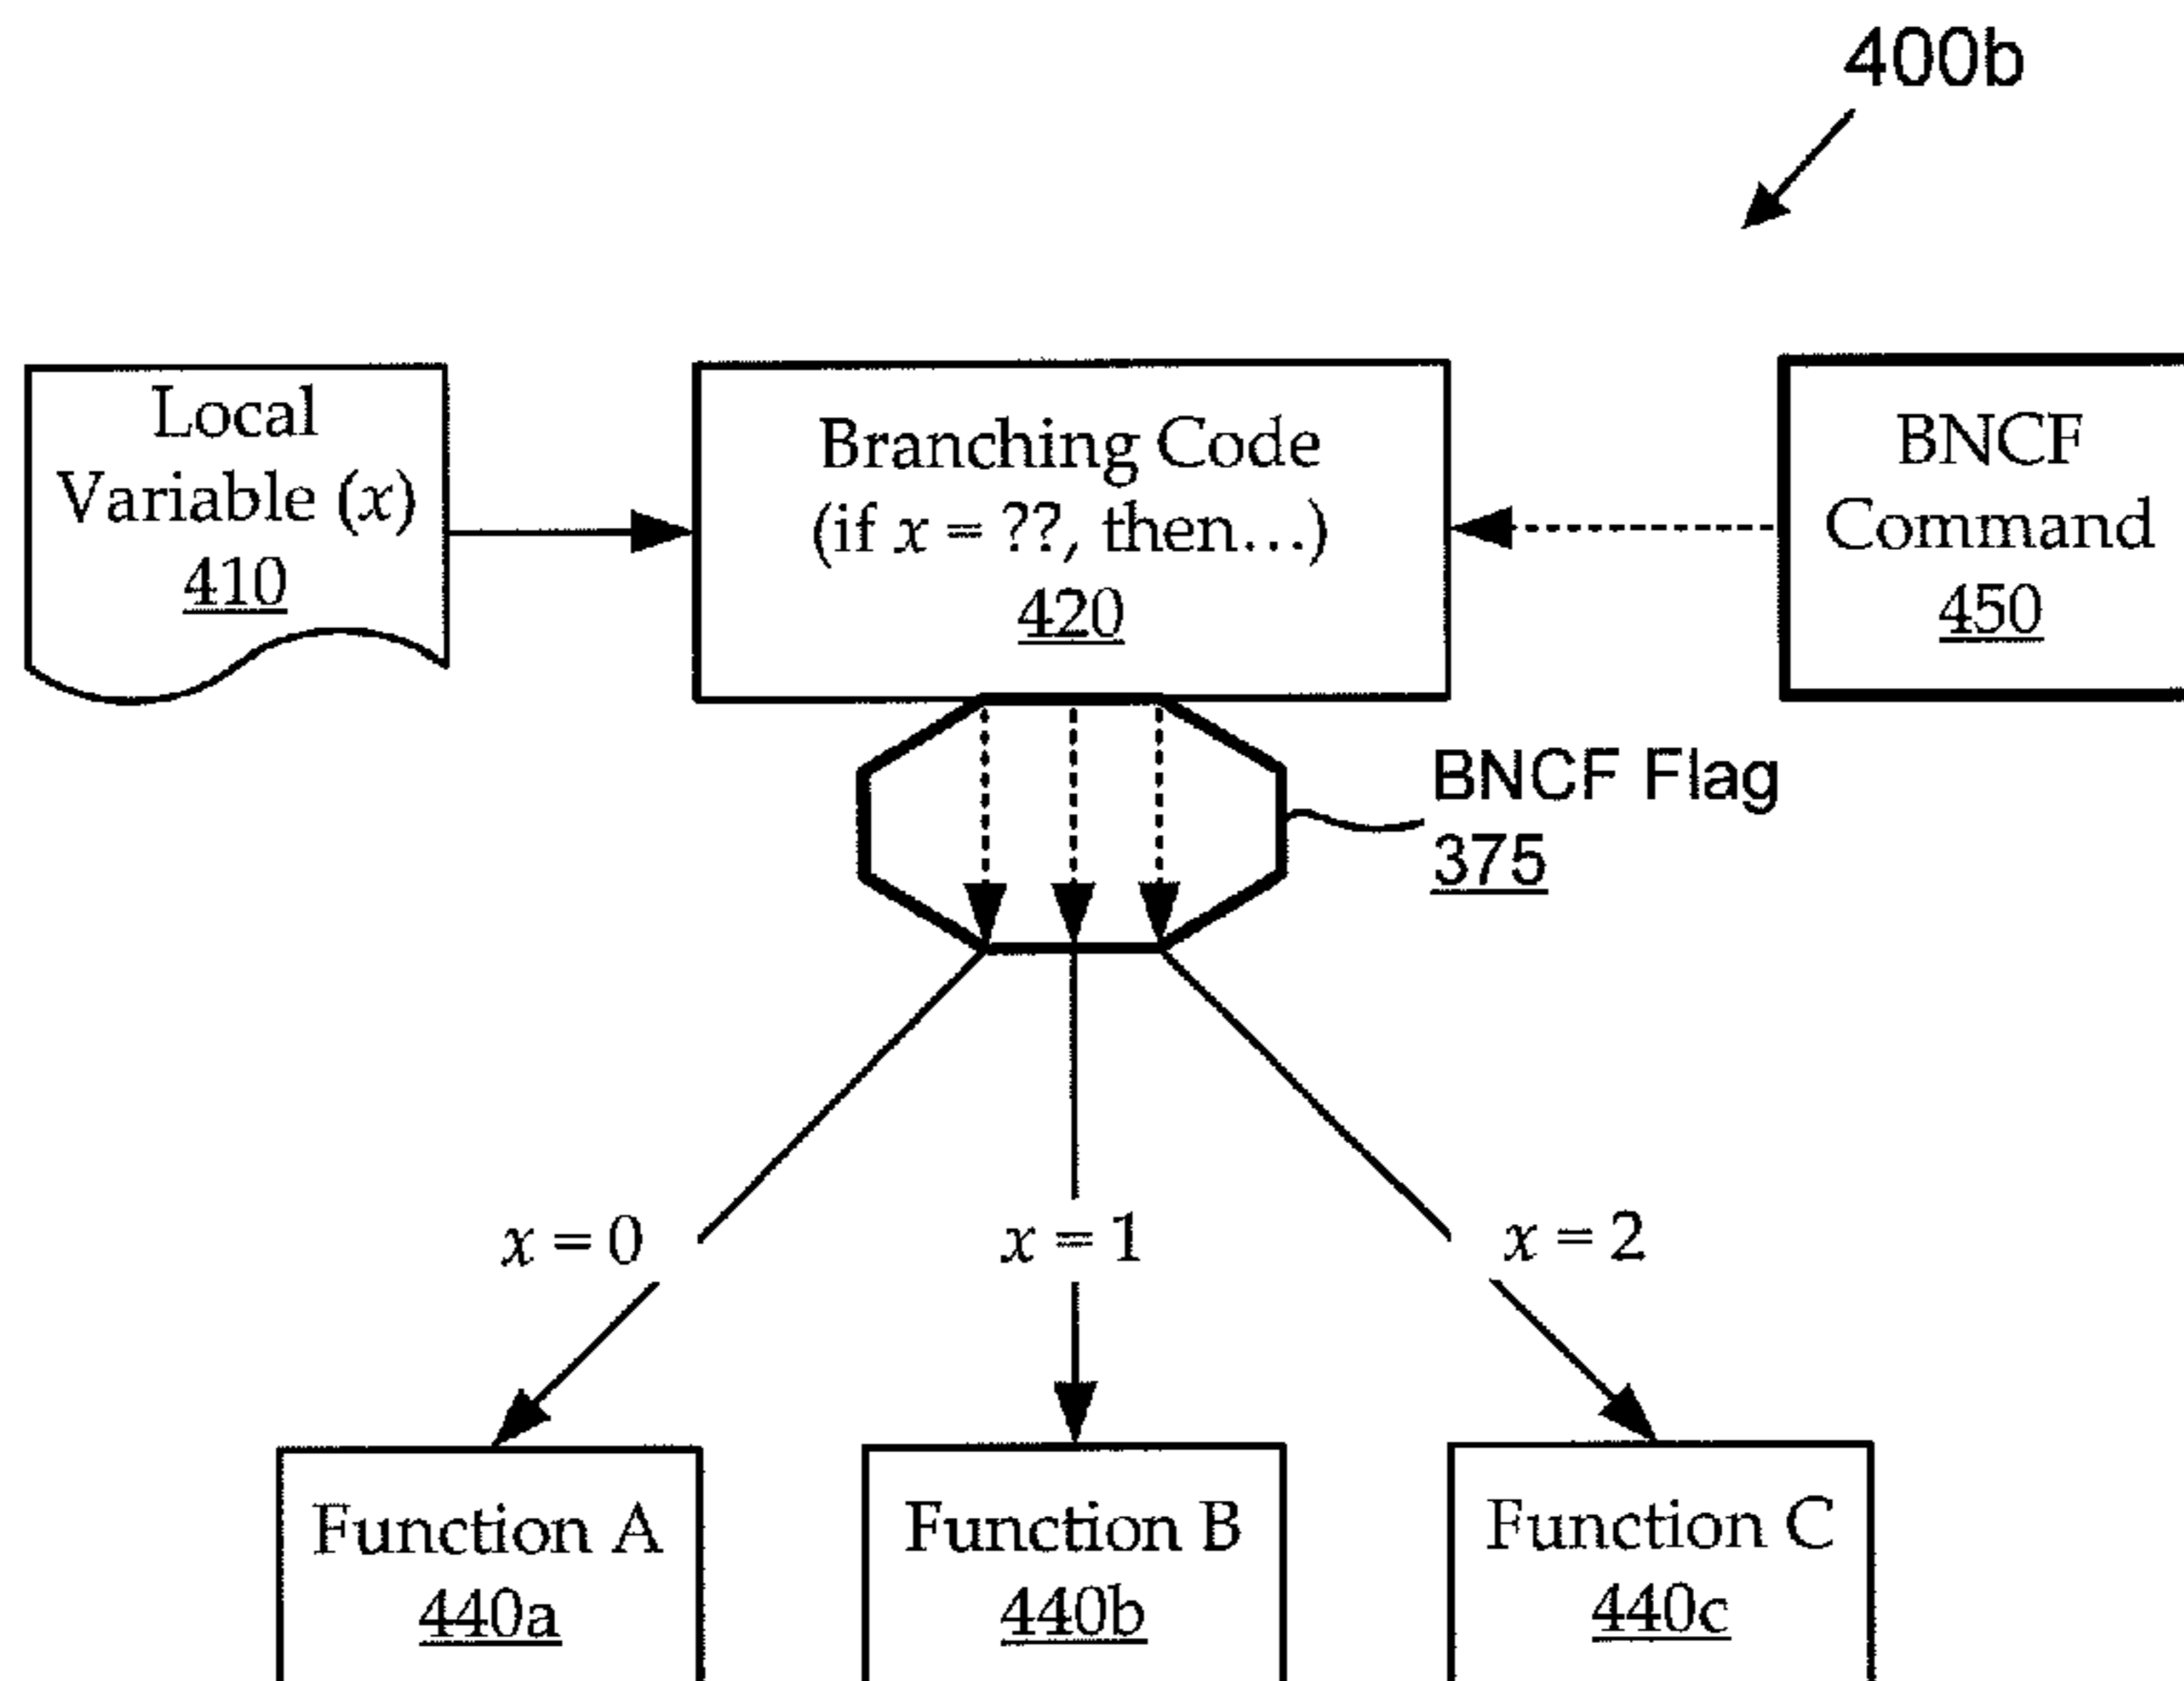 400b
Local
Variable (x)
410
Branching Code
(if x = ??, then...)
420
BNCF
Command
450
BNCF Flag
375
x = 0
x = 1
x = 2
Function A
440a
Function B
440b
Function C
440c